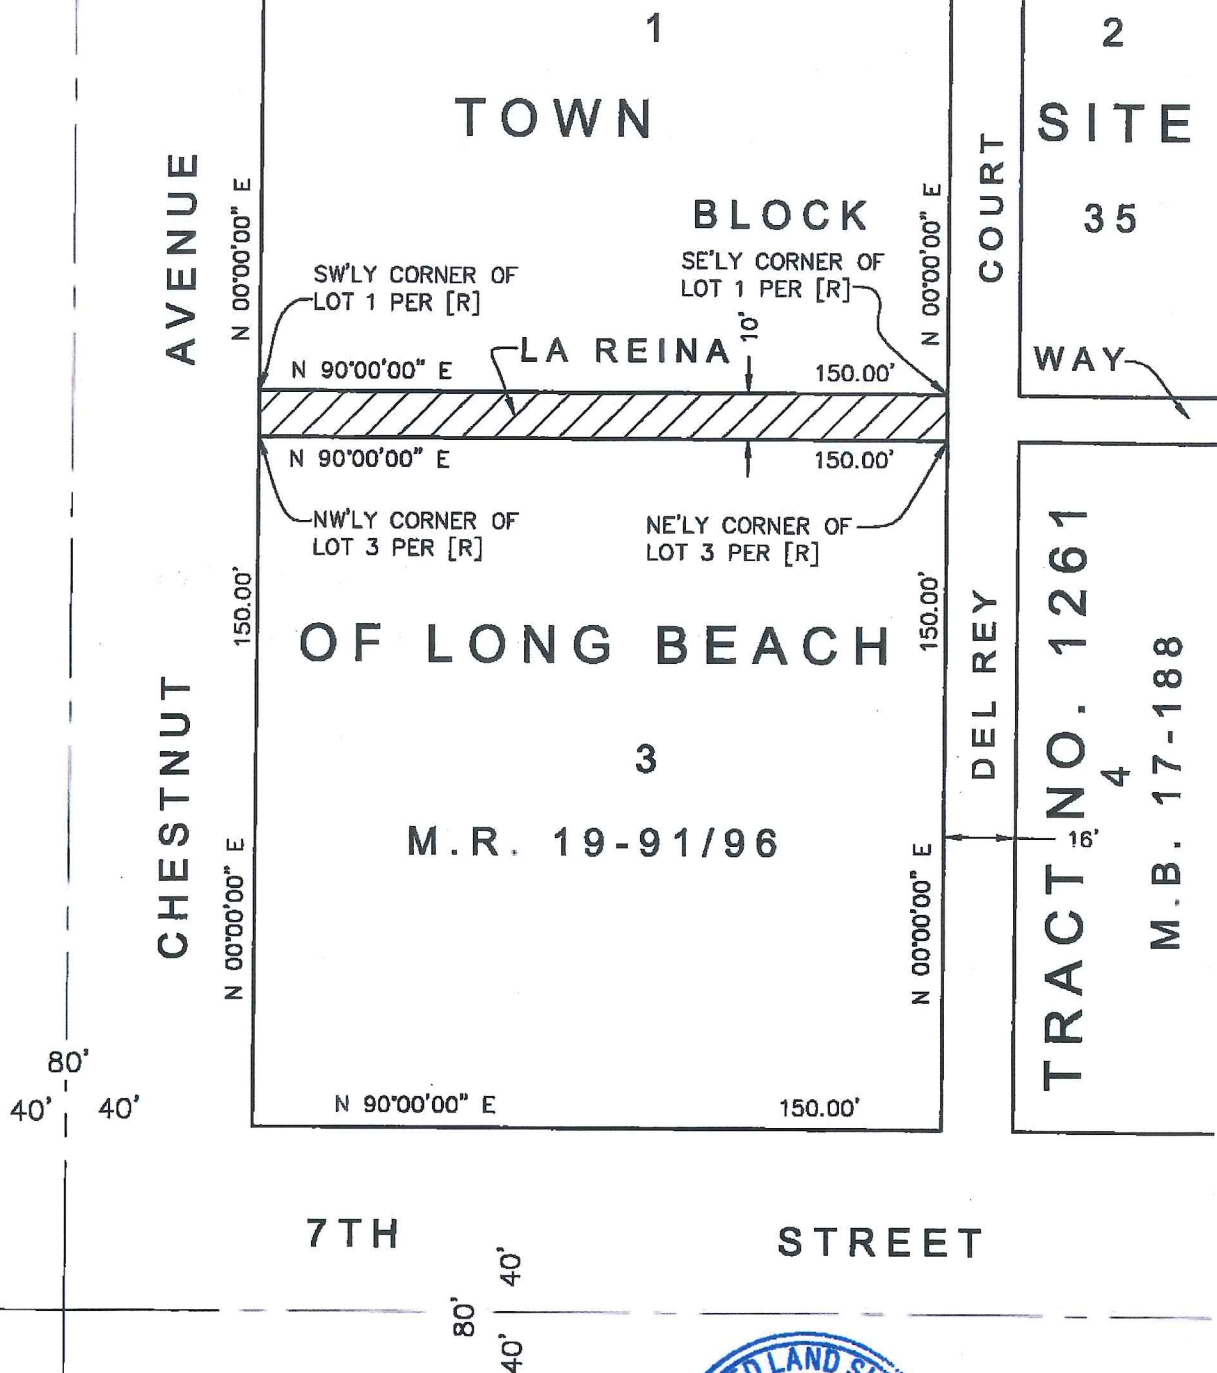 1
2
TOWN
SITE
BLOCK
35
AVENUE
N 00°00'00" E
N 00°00'00" E
COURT
SW'LY CORNER OF
LOT 1 PER [R]
SE'LY CORNER OF
LOT 1 PER [R]
10'
LA REINA
WAY
N 90°00'00" E
150.00'
N 90°00'00" E
150.00'
NW'LY CORNER OF
LOT 3 PER [R]
NE'LY CORNER OF
LOT 3 PER [R]
150.00'
150.00'
OF LONG BEACH
DEL REY
TRACT NO. 1261
4
M.B. 17-188
CHESTNUT
3
M.R. 19-91/96
16'
N 00°00'00" E
N 00°00'00" E
80'
40'
40'
N 90°00'00" E
150.00'
7TH
STREET
40'
80'
40'
LAND